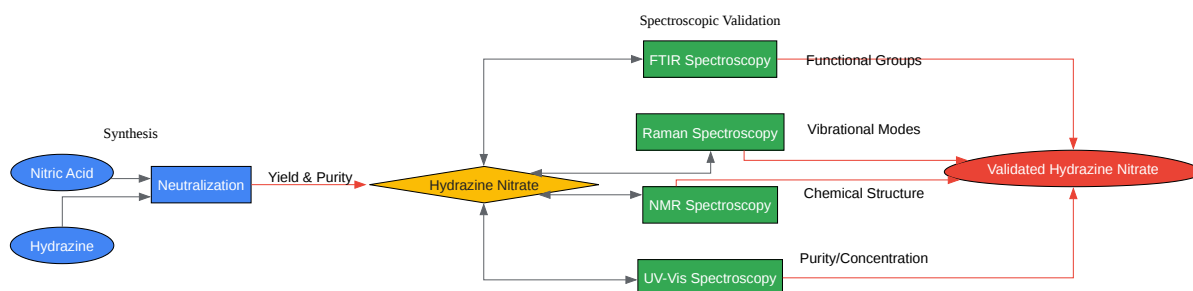 Spectroscopic Validation
FTIR Spectroscopy
Functional Groups
Synthesis
Raman Spectroscopy
Vibrational Modes
Nitric Acid
Neutralization
Yield & Purity
Hydrazine Nitrate
Validated Hydrazine Nitrate
NMR Spectroscopy
Chemical Structure
Hydrazine
UV-Vis Spectroscopy
Purity/Concentration